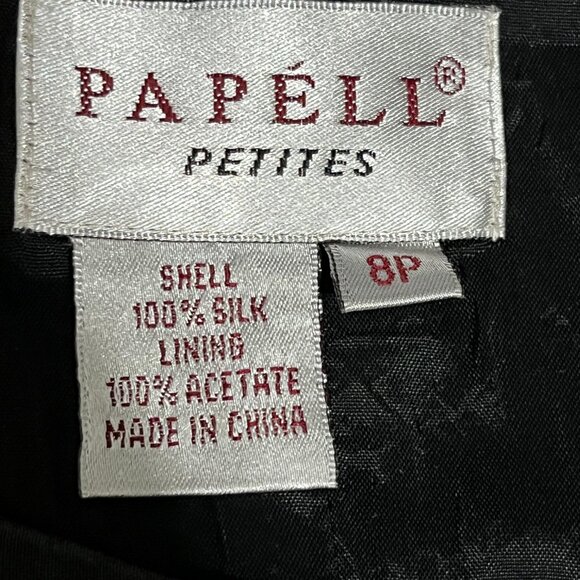 PAPÉLL®
PETITES
8P
SHELL
100% SILK
LINING
100% ACETATE
MADE IN CHINA